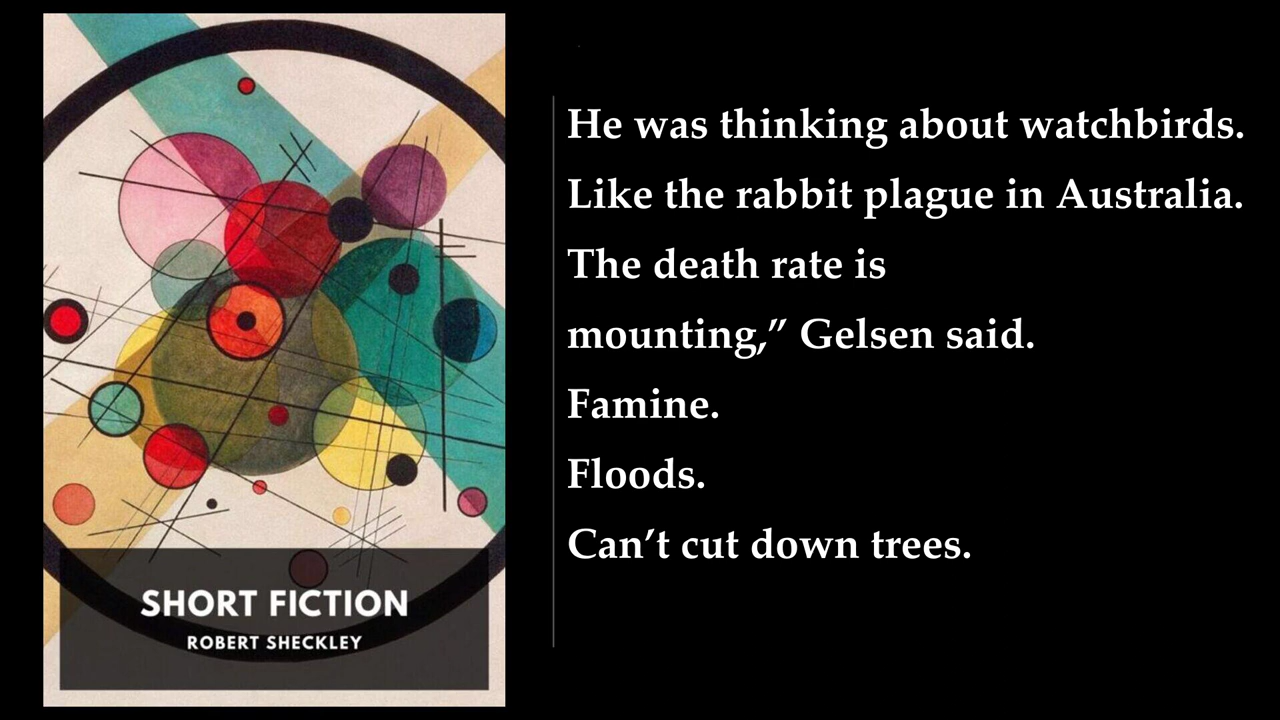 SHORT FICTION
ROBERT SHECKLEY
He was thinking about watchbirds.
Like the rabbit plague in Australia.
The death rate is
mounting,” Gelsen said.
Famine.
Floods.
Can’t cut down trees.